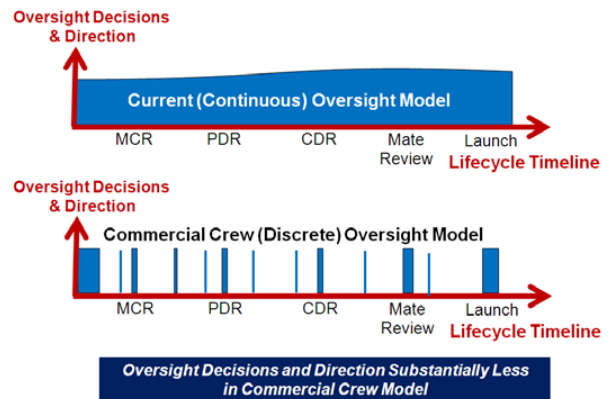 Oversight Decisions
& Direction
Current (Continuous) Oversight Model
MCR PDR CDR Mate Review Launch
Lifecycle Timeline
Oversight Decisions
& Direction
Commercial Crew (Discrete) Oversight Model
MCR PDR CDR Mate Review Launch
Lifecycle Timeline
Oversight Decisions and Direction Substantially Less
in Commercial Crew Model